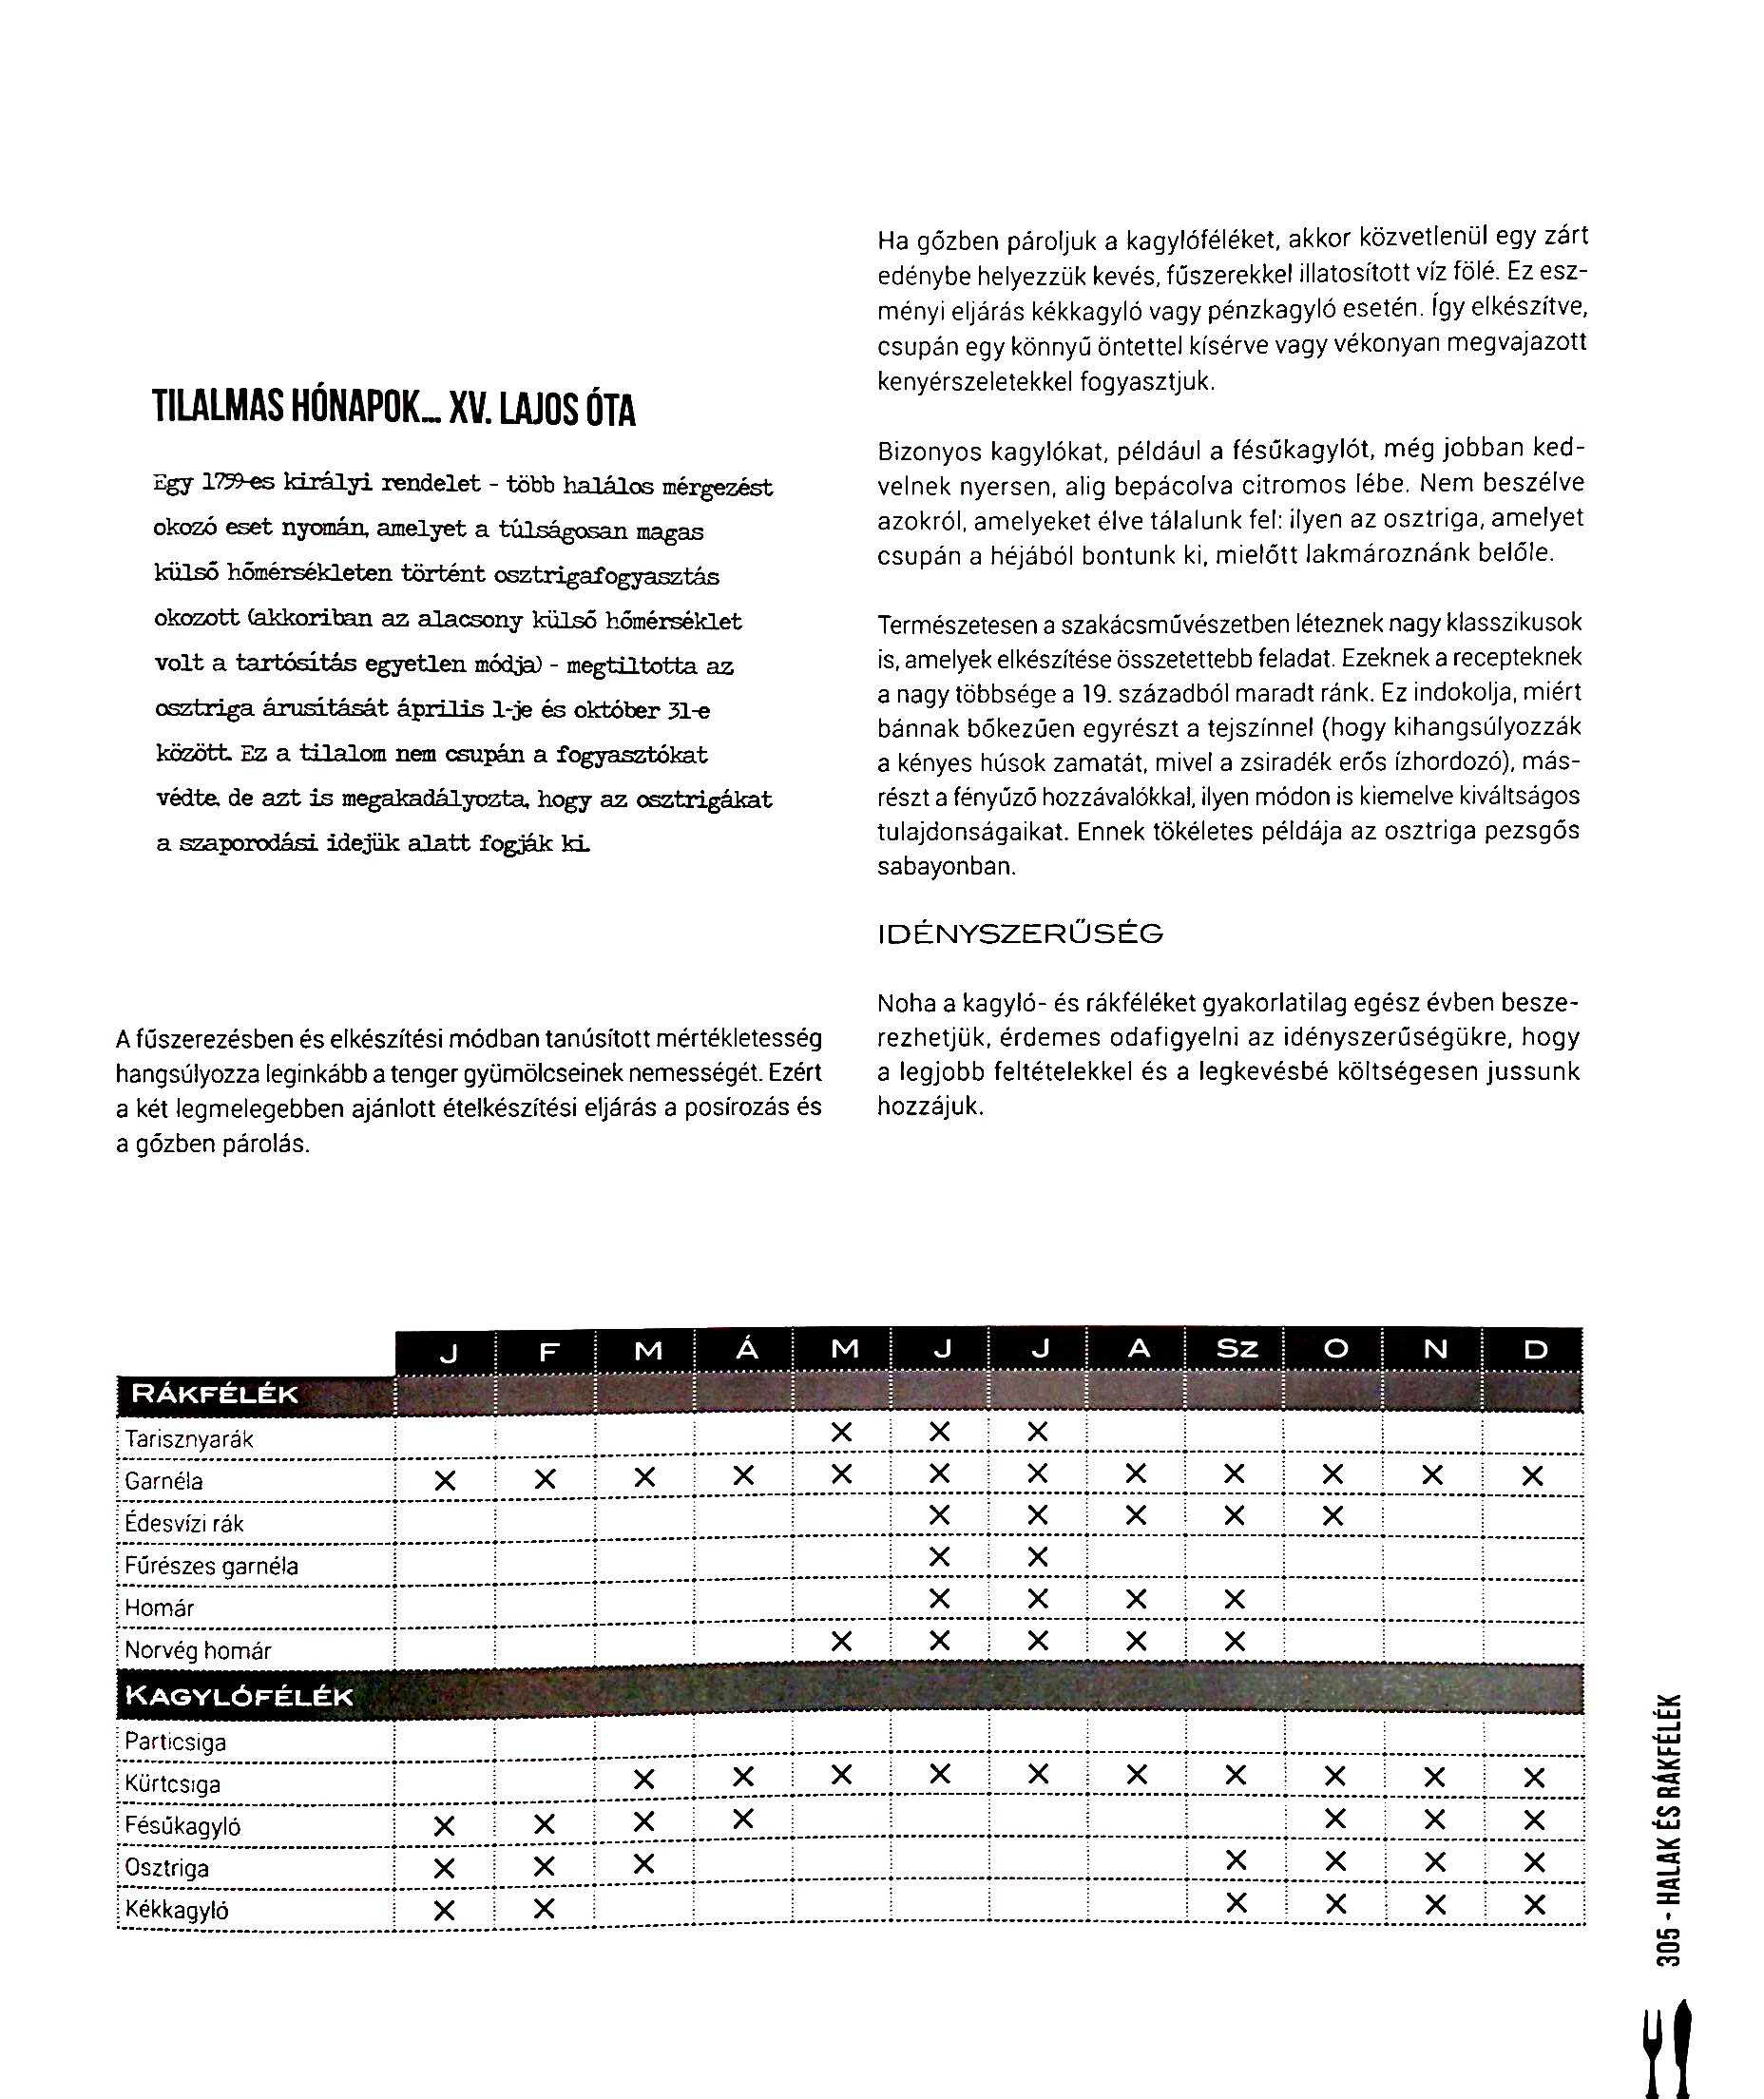 TILALMAS HÓNAPOK... XV. LAJOS ÓTA
Egy 1759-es királyi rendelet - több halálos mérgezést
okozó eset nyomán, amelyet a túlságosan magas
külső hőmérsékleten történt osztrigafogyasztás
okozott (akkoriban az alacsony külső hőmérséklet
volt a tartósítás egyetlen módja) - megtiltotta az
osztriga árusítását április 1-je és október 31-e
között. Ez a tilalom nem csupán a fogyasztókat
védte, de azt is megakadályozta, hogy az osztrigákat
a szaporodási idejük alatt fogják ki.
A fűszerezésben és elkészítési módban tanúsított mértékletesség
hangsúlyozza leginkább a tenger gyümölcseinek nemességét. Ezért
a két legmelegebben ajánlott ételkészítési eljárás a posírozás és
a gőzben párolás.
Ha gőzben pároljuk a kagylóféléket, akkor közvetlenül egy zárt
edénybe helyezzük kevés, fűszerekkel illatosított víz fölé. Ez esz-
ményi eljárás kékkagyló vagy pénzkagyló esetén. Így elkészítve,
csupán egy könnyű öntettel kísérve vagy vékonyan megvajazott
kenyérszeletekkel fogyasztjuk.
Bizonyos kagylókat, például a fésűkagylót, még jobban ked-
velnek nyersen, alig bepácolva citromos lébe. Nem beszélve
azokról, amelyeket élve tálalunk fel: ilyen az osztriga, amelyet
csupán a héjából bontunk ki, mielőtt lakmároznánk belőle.
Természetesen a szakácsművészetben léteznek nagy klasszikusok
is, amelyek elkészítése összetettebb feladat. Ezeknek a recepteknek
a nagy többsége a 19. századból maradt ránk. Ez indokolja, miért
bánnak bőkezűen egyrészt a tejszínnel (hogy kihangsúlyozzák
a kényes húsok zamatát, mivel a zsiradék erős ízhordozó), más-
részt a fényűző hozzávalókkal, ilyen módon is kiemelve kiváltságos
tulajdonságaikat. Ennek tökéletes példája az osztriga pezsgős
sabayonban.
IDÉNYSZERŰSÉG
Noha a kagyló- és rákféléket gyakorlatilag egész évben besze-
rezhetjük, érdemes odafigyelni az idényszerűségükre, hogy
a legjobb feltételekkel és a legkevésbé költségesen jussunk
hozzájuk.
J F M Á M J J A SZ O N D
RÁKFÉLÉK
Tarisznyarák X X X
Garnéla X X X X X X X X X X X X
Édesvízi rák X X X X X
Fűrészes garnéla X X
Homár X X X X
Norvég homár X X X X X
KAGYLÓFÉLÉK
Particsiga
Kürtcsiga X X X X X X X X X X
Fésűkagyló X X X X X X X
Osztriga X X X X X X X
Kékkagyló X X X X X X
305 - HALAK ÉS RÁKFÉLÉK